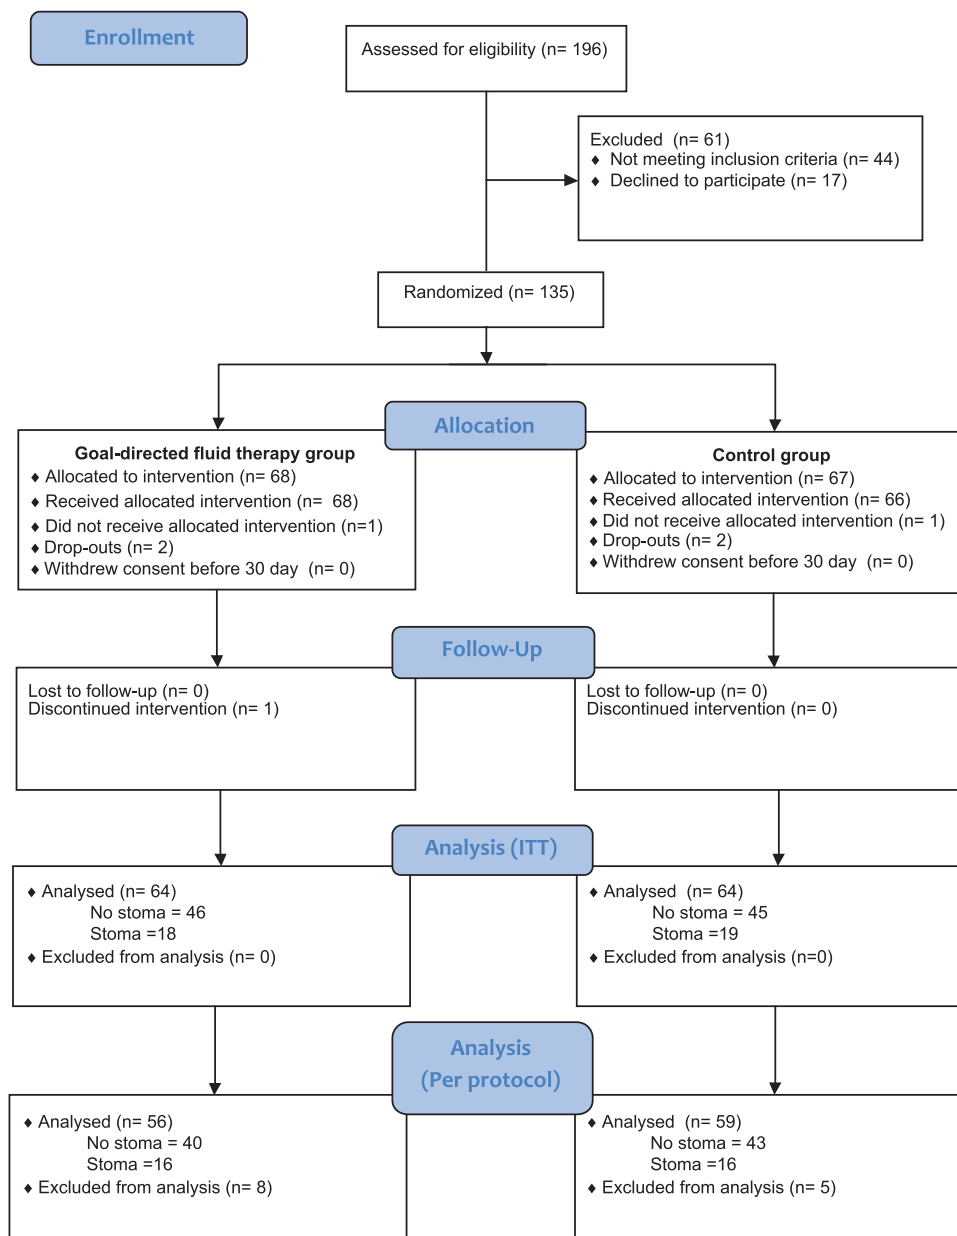 Enrollment
Assessed for eligibility (n= 196)
Excluded (n= 61)
♦ Not meeting inclusion criteria (n= 44)
♦ Declined to participate (n= 17)
Randomized (n= 135)
Allocation
Goal-directed fluid therapy group
♦ Allocated to intervention (n= 68)
♦ Received allocated intervention (n= 68)
♦ Did not receive allocated intervention (n=1)
♦ Drop-outs (n= 2)
♦ Withdrew consent before 30 day (n= 0)
Control group
♦ Allocated to intervention (n= 67)
♦ Received allocated intervention (n= 66)
♦ Did not receive allocated intervention (n= 1)
♦ Drop-outs (n= 2)
♦ Withdrew consent before 30 day (n= 0)
Follow-Up
Lost to follow-up (n= 0)
Discontinued intervention (n= 1)
Lost to follow-up (n= 0)
Discontinued intervention (n= 0)
Analysis (ITT)
♦ Analysed (n= 64)
No stoma = 46
Stoma =18
♦ Excluded from analysis (n= 0)
♦ Analysed (n= 64)
No stoma = 45
Stoma =19
♦ Excluded from analysis (n=0)
Analysis
(Per protocol)
♦ Analysed (n= 56)
No stoma = 40
Stoma =16
♦ Excluded from analysis (n= 8)
♦ Analysed (n= 59)
No stoma = 43
Stoma = 16
♦ Excluded from analysis (n= 5)